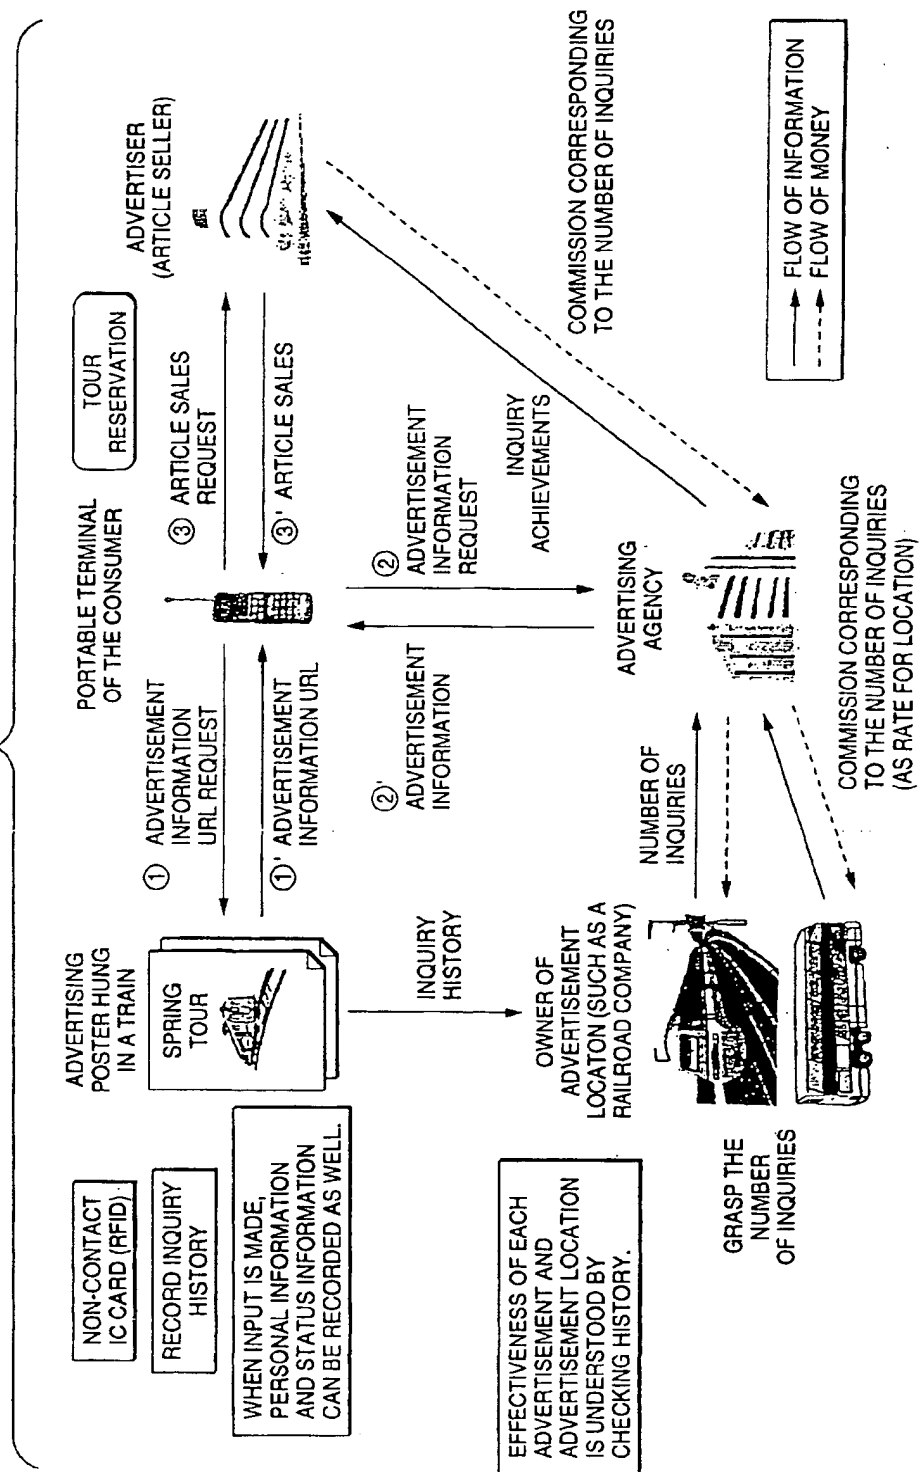 NON-CONTACT
IC CARD (RFID)
RECORD INQUIRY
HISTORY
WHEN INPUT IS MADE,
PERSONAL INFORMATION
AND STATUS INFORMATION
CAN BE RECORDED AS WELL.
ADVERTISING
POSTER HUNG
IN A TRAIN
SPRING
TOUR
① ADVERTISEMENT
INFORMATION
URL REQUEST
①' ADVERTISEMENT
INFORMATION URL
PORTABLE TERMINAL
OF THE CONSUMER
TOUR
RESERVATION
③ ARTICLE SALES
REQUEST
③' ARTICLE SALES
ADVERTISER
(ARTICLE SELLER)
INQUIRY
HISTORY
②'
ADVERTISEMENT
INFORMATION
②
ADVERTISEMENT
INFORMATION
REQUEST
INQUIRY
ACHIEVEMENTS
COMMISSION CORRESPONDING
TO THE NUMBER OF INQUIRIES
EFFECTIVENESS OF EACH
ADVERTISEMENT AND
ADVERTISEMENT LOCATION
IS UNDERSTOOD BY
CHECKING HISTORY.
OWNER OF
ADVERTISEMENT
LOCATON (SUCH AS A
RAILROAD COMPANY)
GRASP THE
NUMBER
OF INQUIRIES
NUMBER OF
INQUIRIES
ADVERTISING
AGENCY
COMMISSION CORRESPONDING
TO THE NUMBER OF INQUIRIES
(AS RATE FOR LOCATION)
FLOW OF INFORMATION
FLOW OF MONEY